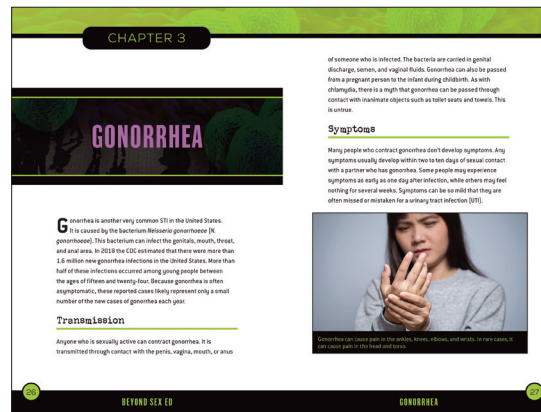 CHAPTER 3
GONORRHEA
Gonorrhea is another very common STI in the United States.
It is caused by the bacterium Neisseria gonorrhoeae (N.
gonorrhoeae). This bacterium can infect the genitals, mouth, throat,
and anal area. In 2018 the CDC estimated that there were more than
1.6 million new gonorrhea infections in the United States. More than
half of these infections occurred among young people between
the ages of fifteen and twenty-four. Because gonorrhea is often
asymptomatic, these reported cases likely represent only a small
number of the new cases of gonorrhea each year.
Transmission
Anyone who is sexually active can contract gonorrhea. It is
transmitted through contact with the penis, vagina, mouth, or anus
26
BEYOND SEX ED
of someone who is infected. The bacteria are carried in genital
discharge, semen, and vaginal fluids. Gonorrhea can also be passed
from a pregnant person to the infant during childbirth. As with
chlamydia, there is a myth that gonorrhea can be passed through
contact with inanimate objects such as toilet seats and towels. This
is untrue.
Symptoms
Many people who contract gonorrhea don't develop symptoms. Any
symptoms usually develop within two to ten days of sexual contact
with a partner who has gonorrhea. Some people may experience
symptoms as early as one day after infection, while others may feel
nothing for several weeks. Symptoms can be so mild that they are
often missed or mistaken for a urinary tract infection (UTI).
Gonorrhea can cause pain in the ankles, knees, elbows, and wrists. In rare cases, it
can cause pain in the head and torso.
GONORRHEA
27